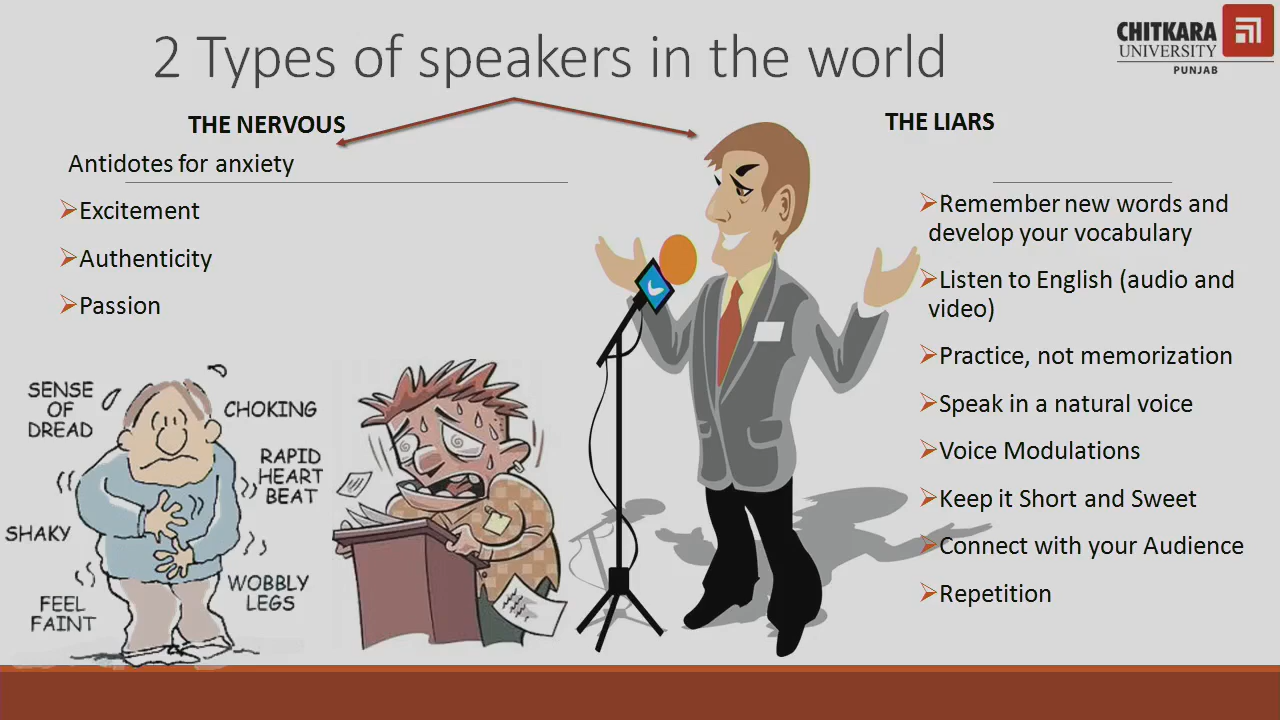 2 Types of speakers in the world
CHITKARA
UNIVERSITY
PUNJAB
THE NERVOUS
Antidotes for anxiety
Excitement
Authenticity
Passion
SENSE
OF
DREAD
CHOKING
RAPID
HEART
BEAT
SHAKY
WOBBLY
LEGS
FEEL
FAINT
THE LIARS
Remember new words and
develop your vocabulary
Listen to English (audio and
video)
Practice, not memorization
Speak in a natural voice
Voice Modulations
Keep it Short and Sweet
Connect with your Audience
Repetition